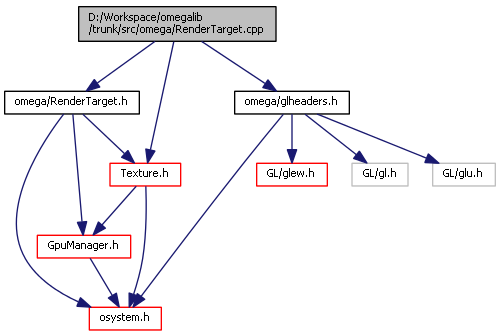 D:/Workspace/omegalib
/trunk/src/omega/RenderTarget.cpp
omega/RenderTarget.h
omega/glheaders.h
Texture.h
GL/glew.h
GL/gl.h
GL/glu.h
GpuManager.h
osystem.h